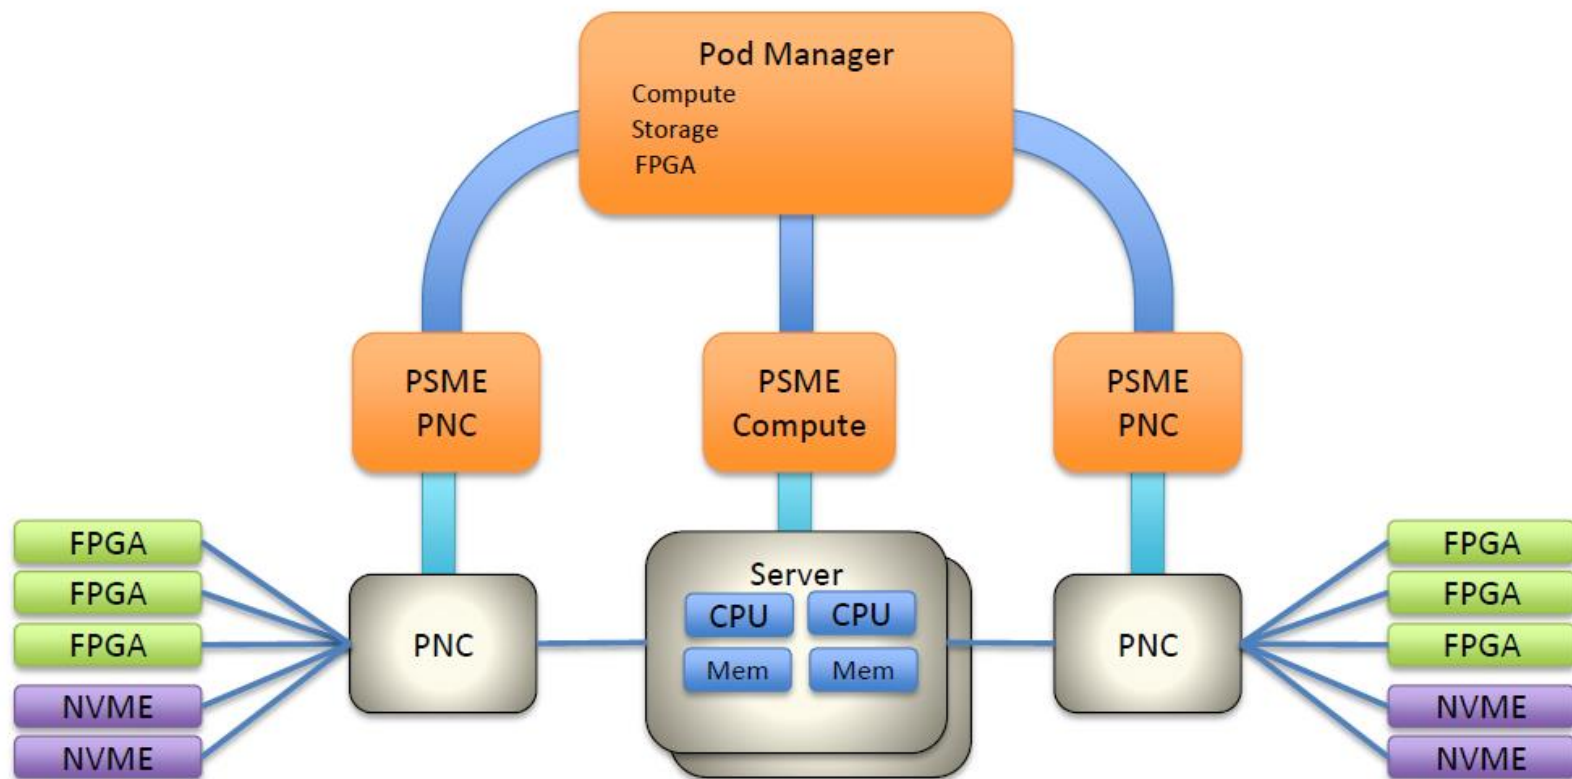 Pod Manager
Compute
Storage
FPGA
PSME
PNC
PSME
Compute
PSME
PNC
FPGA
FPGA
FPGA
NVME
NVME
PNC
Server
CPU
CPU
Mem
Mem
PNC
FPGA
FPGA
FPGA
NVME
NVME